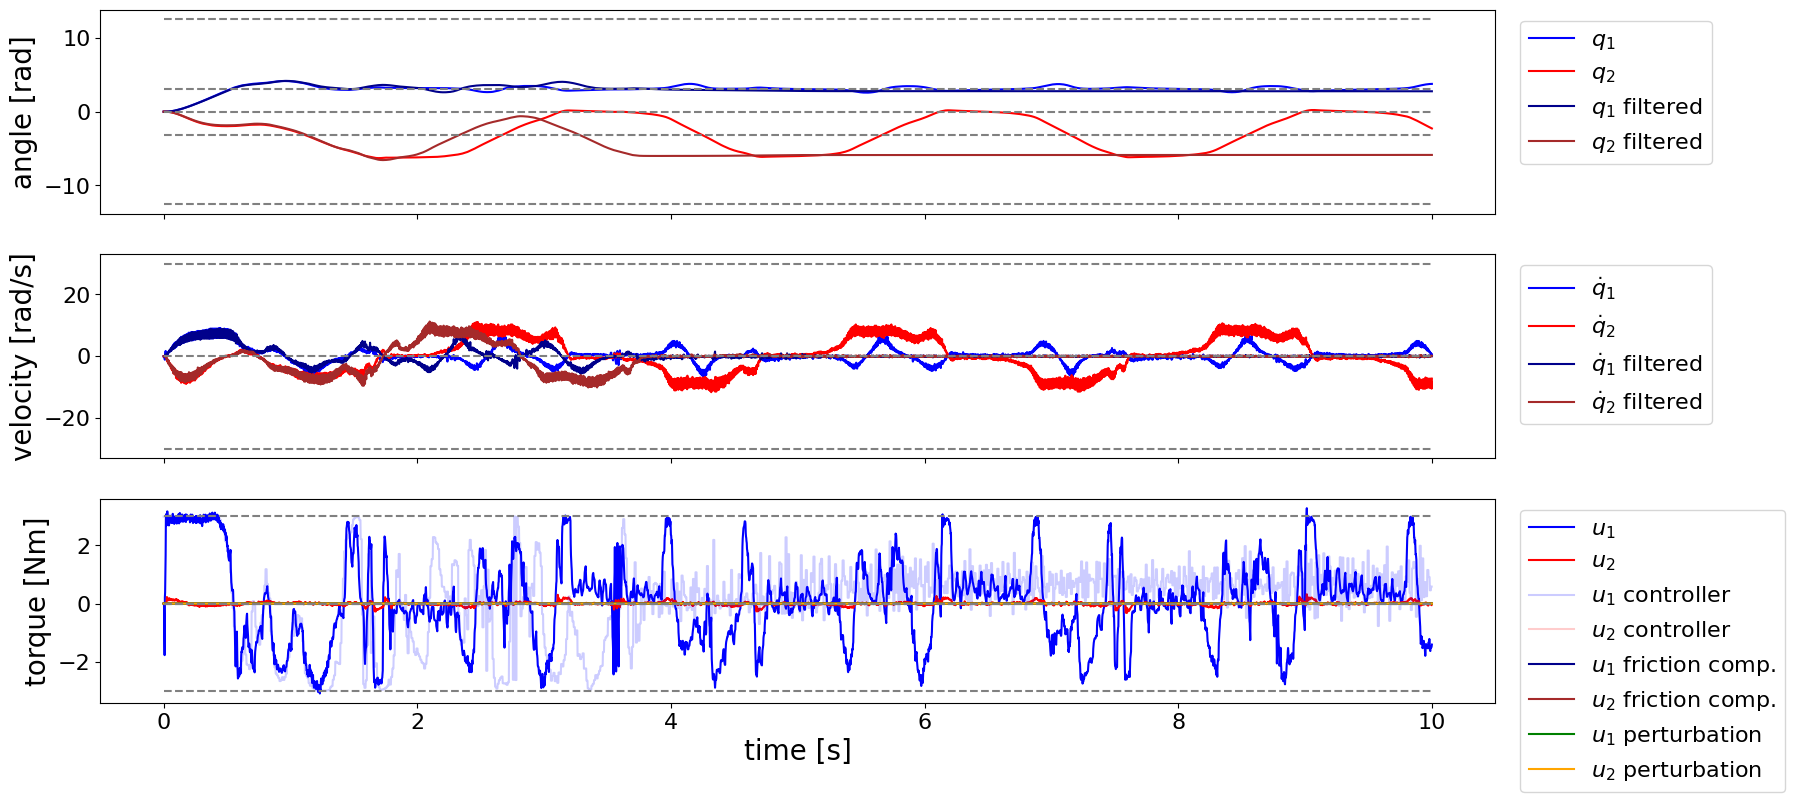 angle [rad]
10
0
−10
q₁
q₂
q₁ filtered
q₂ filtered
velocity [rad/s]
20
0
−20
q̇₁
q̇₂
q̇₁ filtered
q̇₂ filtered
torque [Nm]
2
0
−2
0 2 4 6 8 10
time [s]
u₁
u₂
u₁ controller
u₂ controller
u₁ friction comp.
u₂ friction comp.
u₁ perturbation
u₂ perturbation